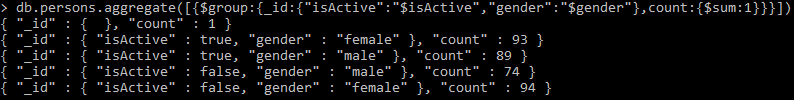 > db.persons.aggregate([{$group:{_id:{"isActive":"$isActive","gender":"$gender"},count:{$sum:1}}}])
{ "_id" : {  }, "count" : 1 }
{ "_id" : { "isActive" : true, "gender" : "female" }, "count" : 93 }
{ "_id" : { "isActive" : true, "gender" : "male" }, "count" : 89 }
{ "_id" : { "isActive" : false, "gender" : "male" }, "count" : 74 }
{ "_id" : { "isActive" : false, "gender" : "female" }, "count" : 94 }